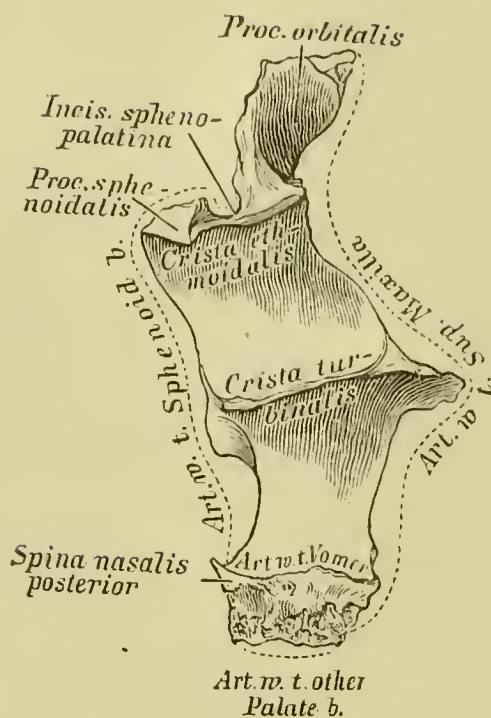 Proc. orbitalis
Incis. spheno-
palatina
Proc. sphe-
noidalis
Crista eth-
moidalis
Art. w. t. Sphenoid b.
Art. w. t. Sup. Maxilla
Crista tur-
binalis
Spina nasalis
posterior
Art w. t. Vomer
Art. w. t. other
Palate b.